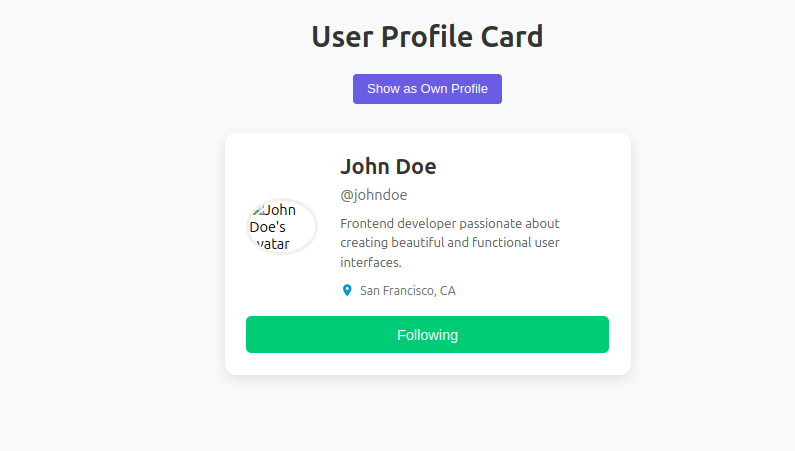 User Profile Card
Show as Own Profile
John Doe
@johndoe
John
Doe's
avatar
Frontend developer passionate about
creating beautiful and functional user
interfaces.
San Francisco, CA
Following